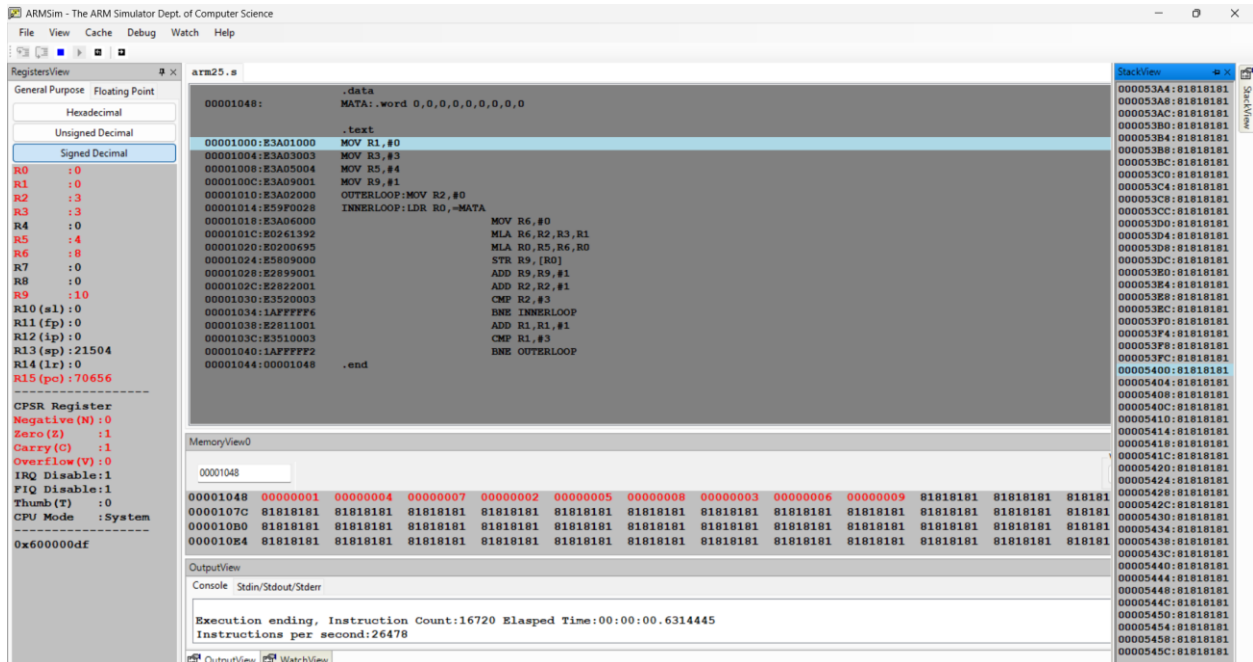 ARMSim - The ARM Simulator Dept. of Computer Science
File View Cache Debug Watch Help
RegistersView
General Purpose Floating Point
Hexadecimal
Unsigned Decimal
Signed Decimal
R0 :0
R1 :0
R2 :3
R3 :3
R4 :0
R5 :4
R6 :8
R7 :0
R8 :0
R9 :10
R10(sl):0
R11(fp):0
R12(ip):0
R13(sp):21504
R14(lr):0
R15(pc):70656
------------------
CPSR Register
Negative(N):0
Zero(Z) :1
Carry(C) :1
Overflow(V):0
IRQ Disable:1
FIQ Disable:1
Thumb(T) :0
CPU Mode :System
------------------
0x600000df
arm25.s
.data
00001048: MATA:.word 0,0,0,0,0,0,0,0,0
.text
00001000:E3A01000 MOV R1,#0
00001004:E3A03003 MOV R3,#3
00001008:E3A05004 MOV R5,#4
0000100C:E3A09001 MOV R9,#1
00001010:E3A02000 OUTERLOOP:MOV R2,#0
00001014:E59F0028 INNERLOOP:LDR R0,=MATA
00001018:E3A06000 MOV R6,#0
0000101C:E0261392 MLA R6,R2,R3,R1
00001020:E0200695 MLA R0,R5,R6,R0
00001024:E5809000 STR R9,[R0]
00001028:E2899001 ADD R9,R9,#1
0000102C:E2822001 ADD R2,R2,#1
00001030:E3520003 CMP R2,#3
00001034:1AFFFFF6 BNE INNERLOOP
00001038:E2811001 ADD R1,R1,#1
0000103C:E3510003 CMP R1,#3
00001040:1AFFFFF2 BNE OUTERLOOP
00001044:00001048 .end
MemoryView0
00001048
00001048 00000001 00000004 00000007 00000002 00000005 00000008 00000003 00000006 00000009 81818181 81818181 818181
0000107C 81818181 81818181 81818181 81818181 81818181 81818181 81818181 81818181 81818181 81818181 81818181 818181
000010B0 81818181 81818181 81818181 81818181 81818181 81818181 81818181 81818181 81818181 81818181 81818181 818181
000010E4 81818181 81818181 81818181 81818181 81818181 81818181 81818181 81818181 81818181 81818181 81818181 818181
OutputView
Console Stdin/Stdout/Stderr
Execution ending, Instruction Count:16720 Elasped Time:00:00:00.6314445
Instructions per second:26478
OutputView WatchView
StackView
000053A4:81818181
000053A8:81818181
000053AC:81818181
000053B0:81818181
000053B4:81818181
000053B8:81818181
000053BC:81818181
000053C0:81818181
000053C4:81818181
000053C8:81818181
000053CC:81818181
000053D0:81818181
000053D4:81818181
000053D8:81818181
000053DC:81818181
000053E0:81818181
000053E4:81818181
000053E8:81818181
000053EC:81818181
000053F0:81818181
000053F4:81818181
000053F8:81818181
000053FC:81818181
00005400:81818181
00005404:81818181
00005408:81818181
0000540C:81818181
00005410:81818181
00005414:81818181
00005418:81818181
0000541C:81818181
00005420:81818181
00005424:81818181
00005428:81818181
0000542C:81818181
00005430:81818181
00005434:81818181
00005438:81818181
0000543C:81818181
00005440:81818181
00005444:81818181
00005448:81818181
0000544C:81818181
00005450:81818181
00005454:81818181
00005458:81818181
0000545C:81818181
StackView